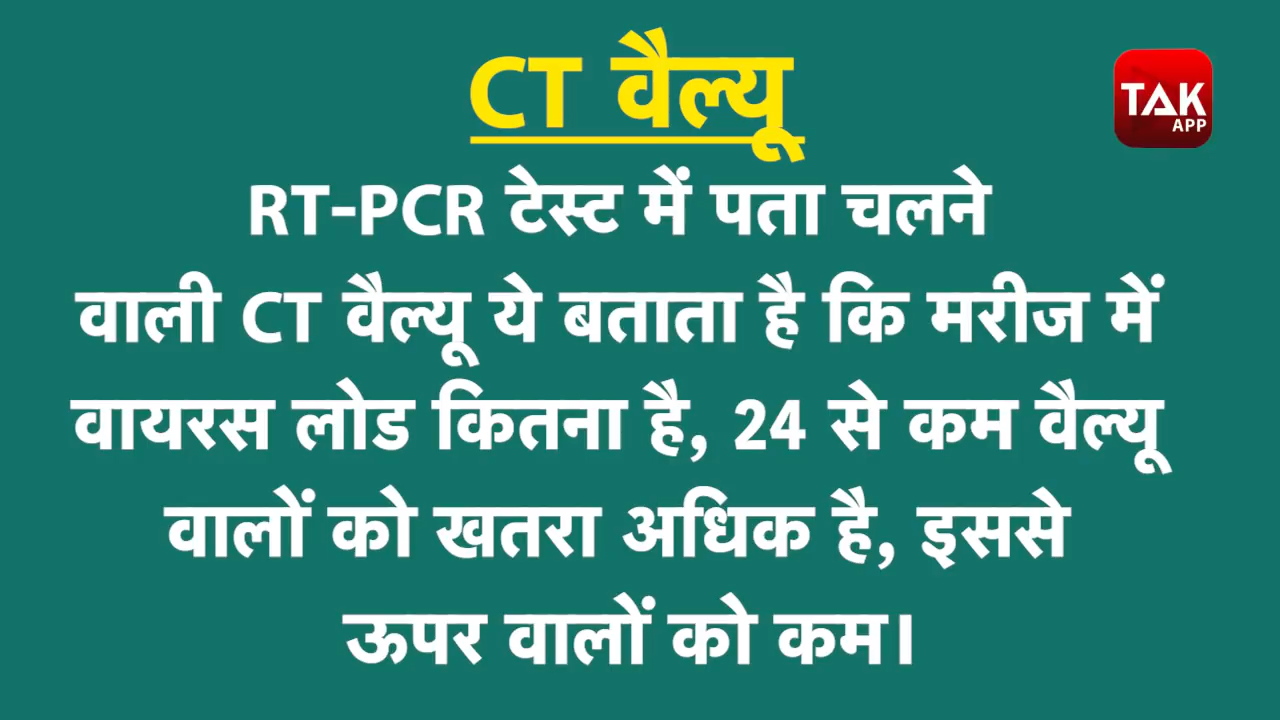 CT वैल्यू
TAK
APP
RT-PCR टेस्ट में पता चलने
वाली CT वैल्यू ये बताता है कि मरीज में
वायरस लोड कितना है, 24 से कम वैल्यू
वालों को खतरा अधिक है, इससे
ऊपर वालों को कम।